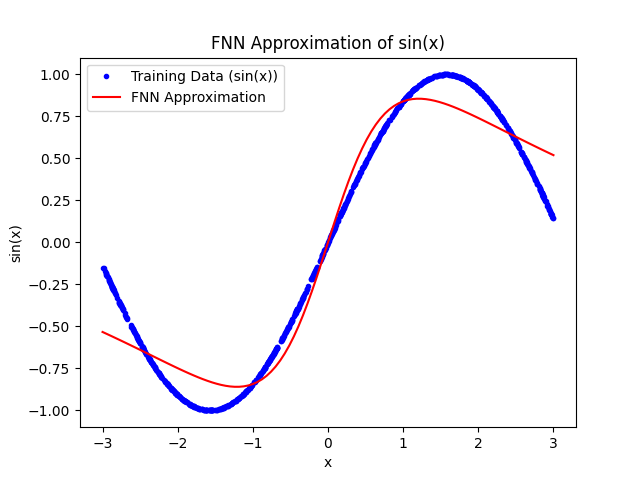 FNN Approximation of sin(x)
Training Data (sin(x))
FNN Approximation
1.00
0.75
0.50
0.25
0.00
−0.25
−0.50
−0.75
−1.00
sin(x)
−3 −2 −1 0 1 2 3
x